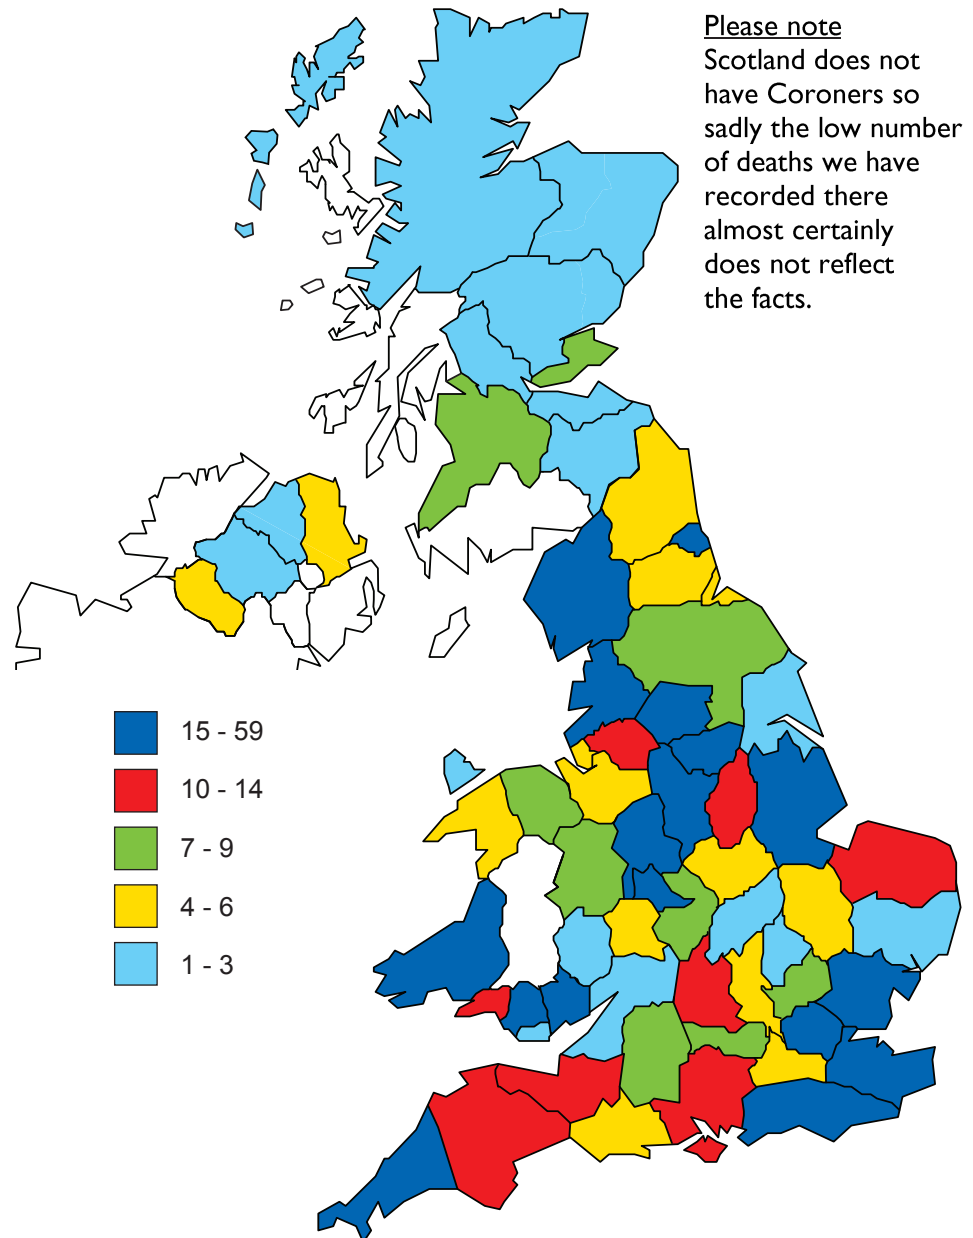 Please note
Scotland does not
have Coroners so
sadly the low number
of deaths we have
recorded there
almost certainly
does not reflect
the facts.
15 - 59
10 - 14
7 - 9
4 - 6
1 - 3